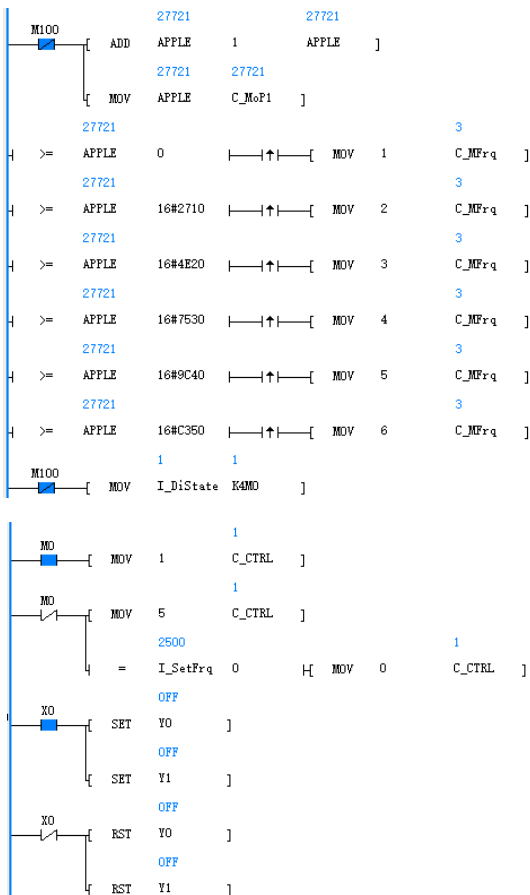 27721 27721
M100
[ ADD APPLE 1 APPLE ]
27721 27721
[ MOV APPLE C_MoP1 ]
27721 3
>= APPLE 0 [ MOV 1 C_MFrq ]
27721 3
>= APPLE 16#2710 [ MOV 2 C_MFrq ]
27721 3
>= APPLE 16#4E20 [ MOV 3 C_MFrq ]
27721 3
>= APPLE 16#7530 [ MOV 4 C_MFrq ]
27721 3
>= APPLE 16#9C40 [ MOV 5 C_MFrq ]
27721 3
>= APPLE 16#C350 [ MOV 6 C_MFrq ]
1 1
M100
[ MOV I_DiState K4M0 ]
1
M0
[ MOV 1 C_CTRL ]
1
M0
[ MOV 5 C_CTRL ]
2500 1
= I_SetFrq 0 [ MOV 0 C_CTRL ]
OFF
X0
[ SET Y0 ]
OFF
[ SET Y1 ]
OFF
X0
[ RST Y0 ]
OFF
[ RST Y1 ]